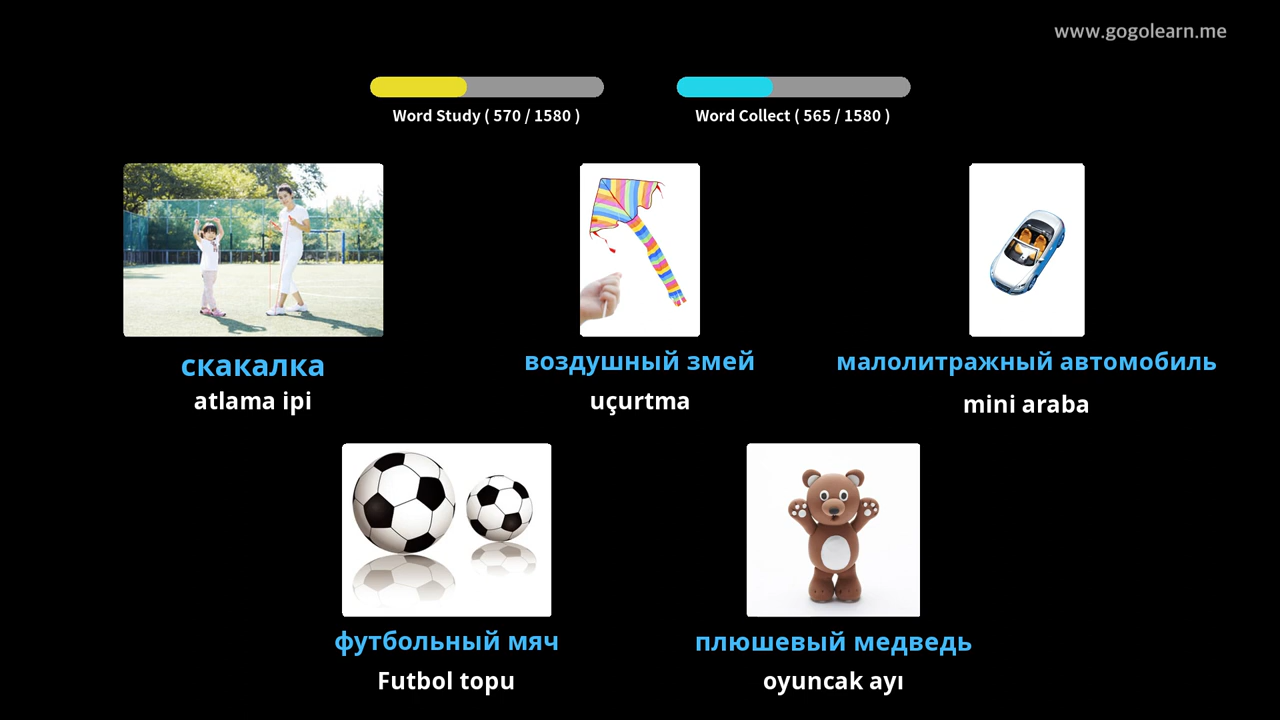 www.gogolearn.me
Word Study ( 570 / 1580 )
Word Collect ( 565 / 1580 )
скакалка
atlama ipi
воздушный змей
uçurtma
малолитражный автомобиль
mini araba
футбольный мяч
Futbol topu
плюшевый медведь
oyuncak ayı